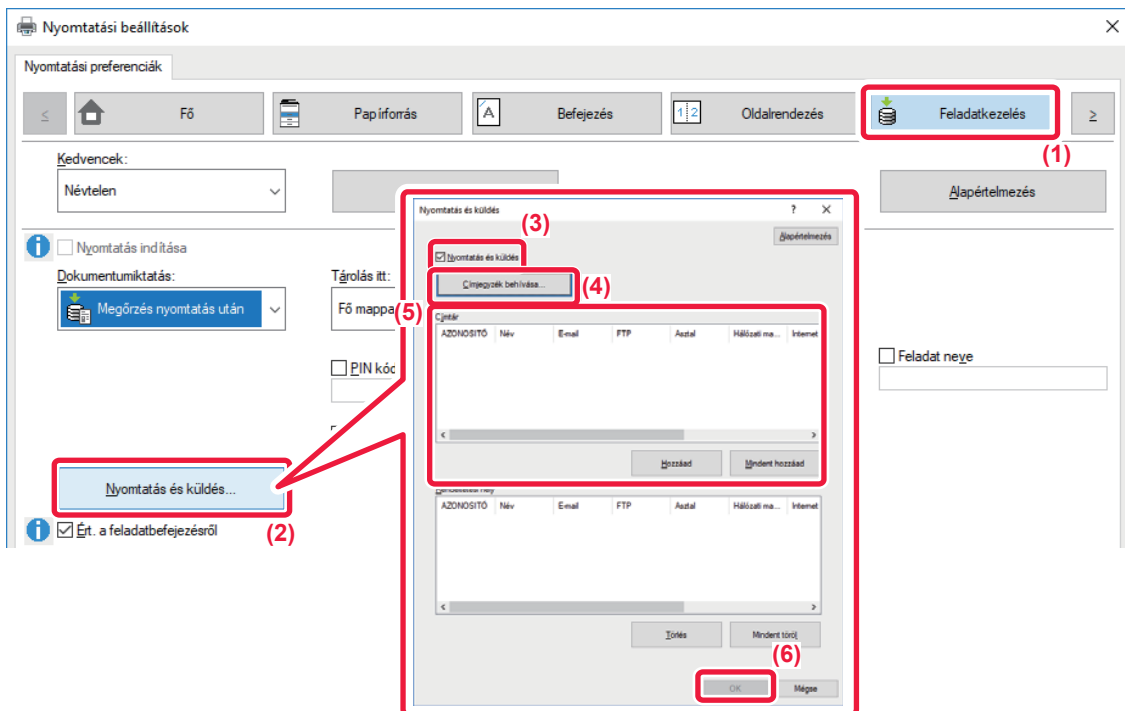 Nyomtatási beállítások
Nyomtatási preferenciák
≤ Fő Papírforrás Befejezés Oldalrendezés Feladatkezelés ≥
(1)
Kedvencek:
Névtelen
Alapértelmezés
Nyomtatás indítása
Dokumentumiktatás:
Megőrzés nyomtatás után
Tárolás itt:
Fő mappa
PIN kód
Feladat neve
Nyomtatás és küldés...
(2)
Ért. a feladatbefejezésről
Nyomtatás és küldés ?
Alapértelmezés
(3)
Nyomtatás és küldés
Címjegyzék behívása...
(4)
(5)
Címtár
AZONOSITÓ Név E-mail FTP Asztal Hálózati ma... Internet
Hozzáad Mindent hozzáad
AZONOSITÓ Név E-mail FTP Asztal Hálózati ma... Internet
Törlés Mindent töröl
(6)
OK Mégse